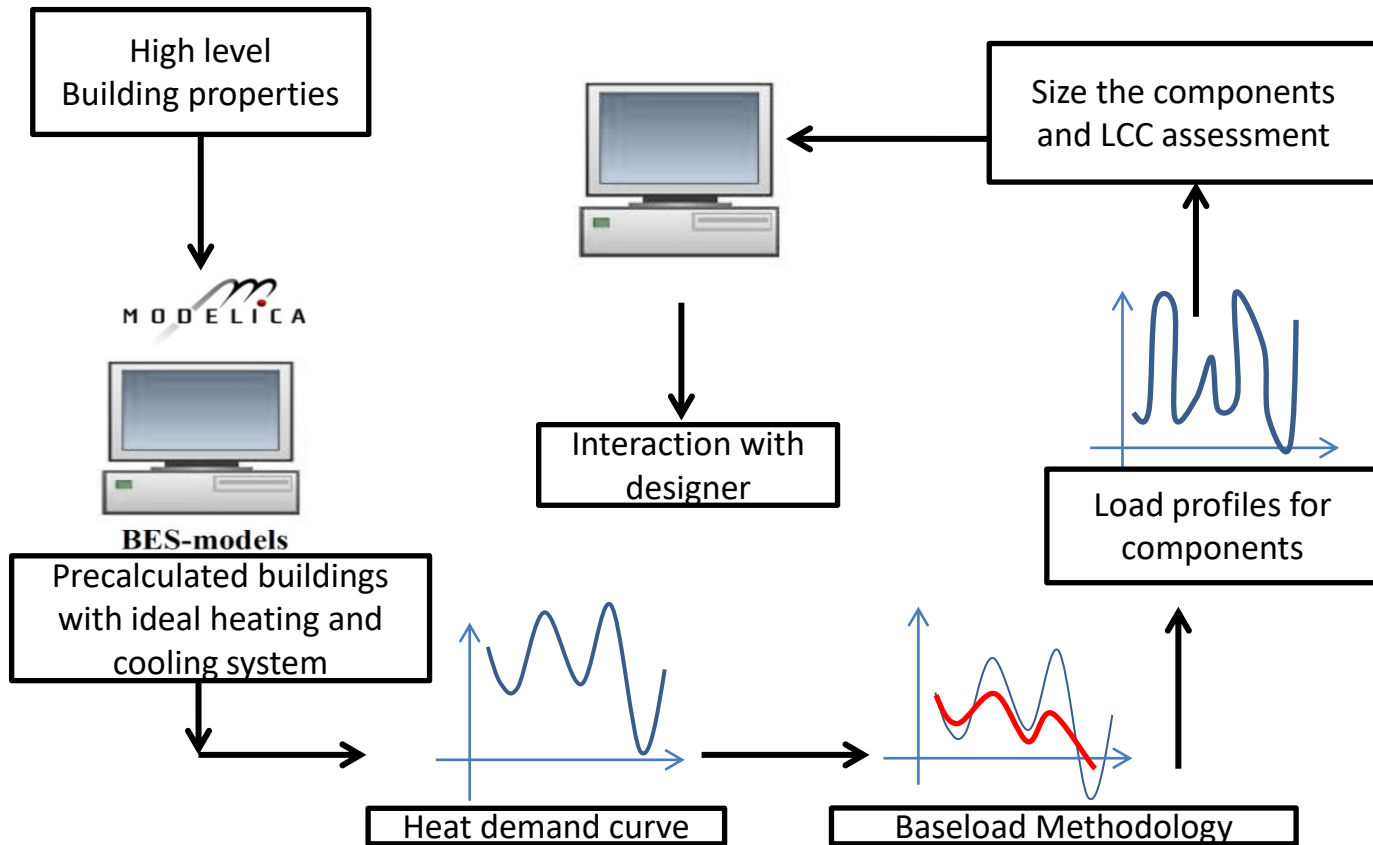 High level
Building properties
MODELICA
BES-models
Precalculated buildings
with ideal heating and
cooling system
Heat demand curve
Baseload Methodology
Load profiles for
components
Size the components
and LCC assessment
Interaction with
designer